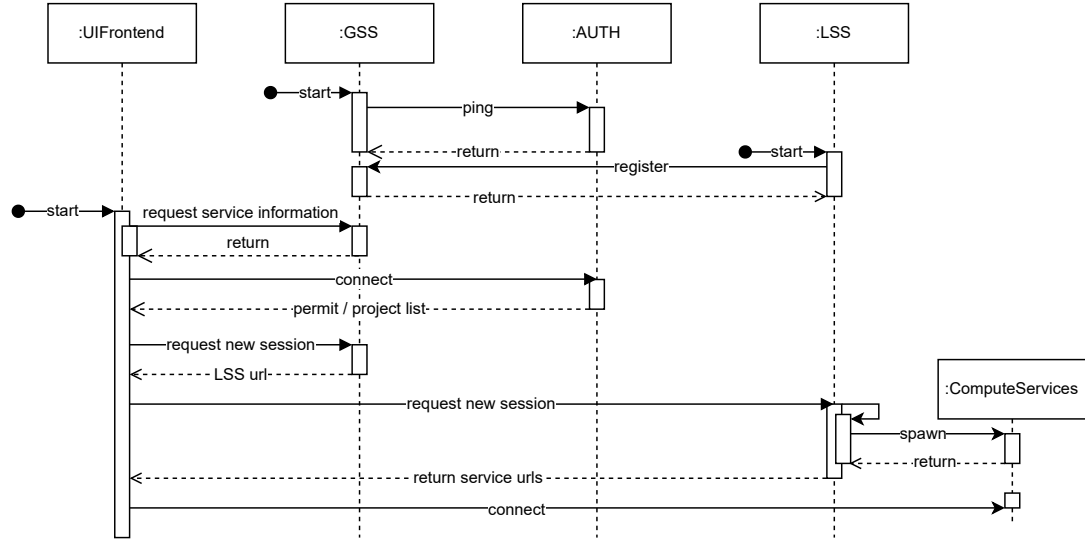 :UIFrontend
:GSS
:AUTH
:LSS
start
ping
return
start
register
return
start
request service information
return
connect
permit / project list
request new session
LSS url
:ComputeServices
request new session
spawn
return
return service urls
connect